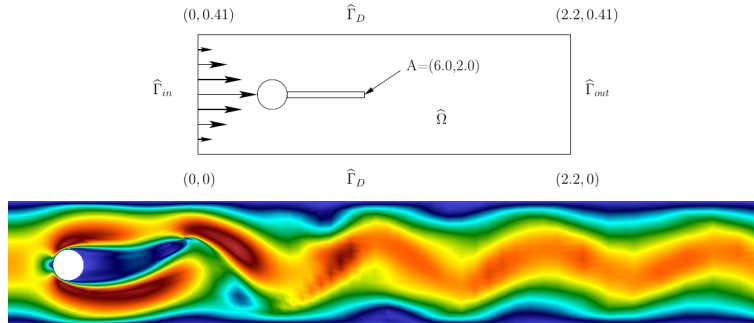 (0, 0.41) Γ̂_D (2.2, 0.41)
A=(6.0,2.0)
Γ̂_in Γ̂_out
Ω̂
(0, 0) Γ̂_D (2.2, 0)